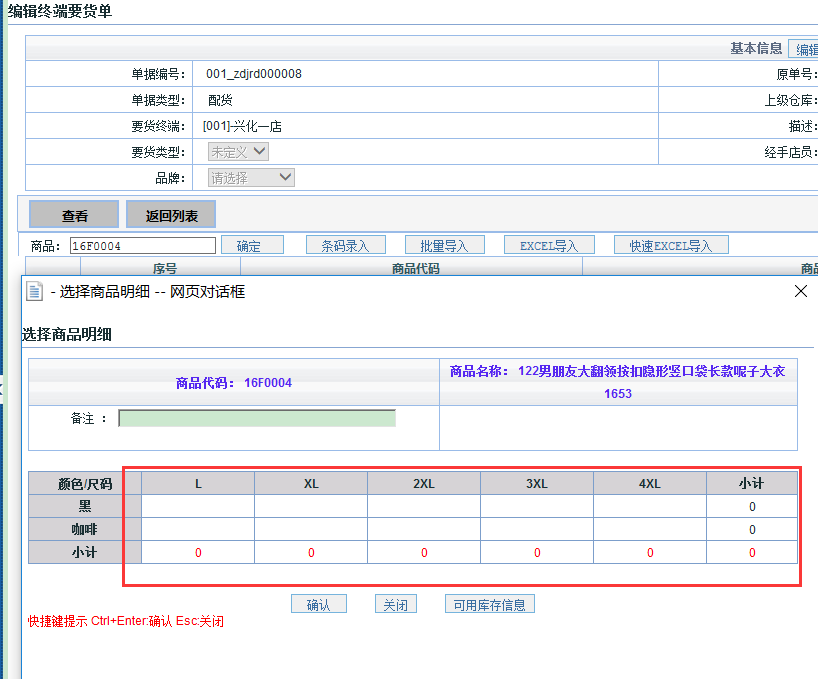 编辑终端要货单
基本信息 编辑
单据编号： 001_zdjrd000008 原单号：
单据类型： 配货 上级仓库：
要货终端： [001]-兴化一店 描述：
要货类型： 未定义 经手店员：
品牌： 请选择
查看 返回列表
商品： 16F0004 确定 条码录入 批量导入 EXCEL导入 快速EXCEL导入
序号 商品代码 商品
- 选择商品明细 -- 网页对话框
选择商品明细
商品代码： 16F0004 商品名称： 122男朋友大翻领按扣隐形竖口袋长款呢子大衣
1653
备注 ：
颜色/尺码 L XL 2XL 3XL 4XL 小计
黑 0
咖啡 0
小计 0 0 0 0 0 0
确认 关闭 可用库存信息
快捷键提示 Ctrl+Enter:确认 Esc:关闭